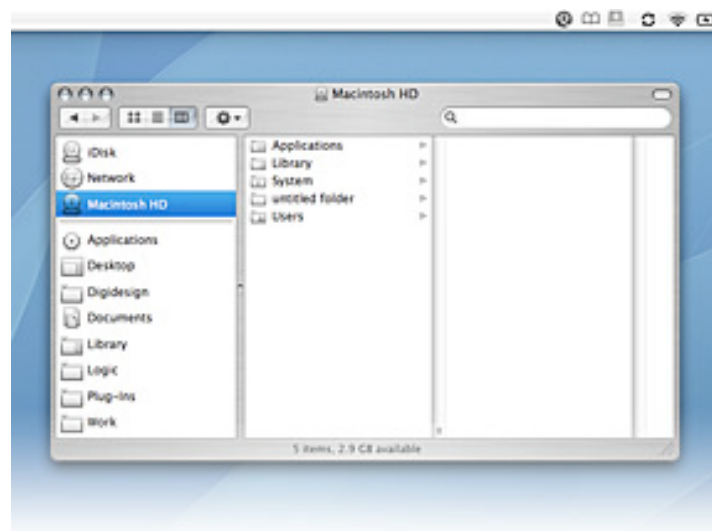 Macintosh HD
iDisk
Network
Macintosh HD
Applications
Desktop
Digidesign
Documents
Library
Logic
Plug-Ins
Work
Applications
Library
System
untitled folder
Users
5 items, 2.9 GB available